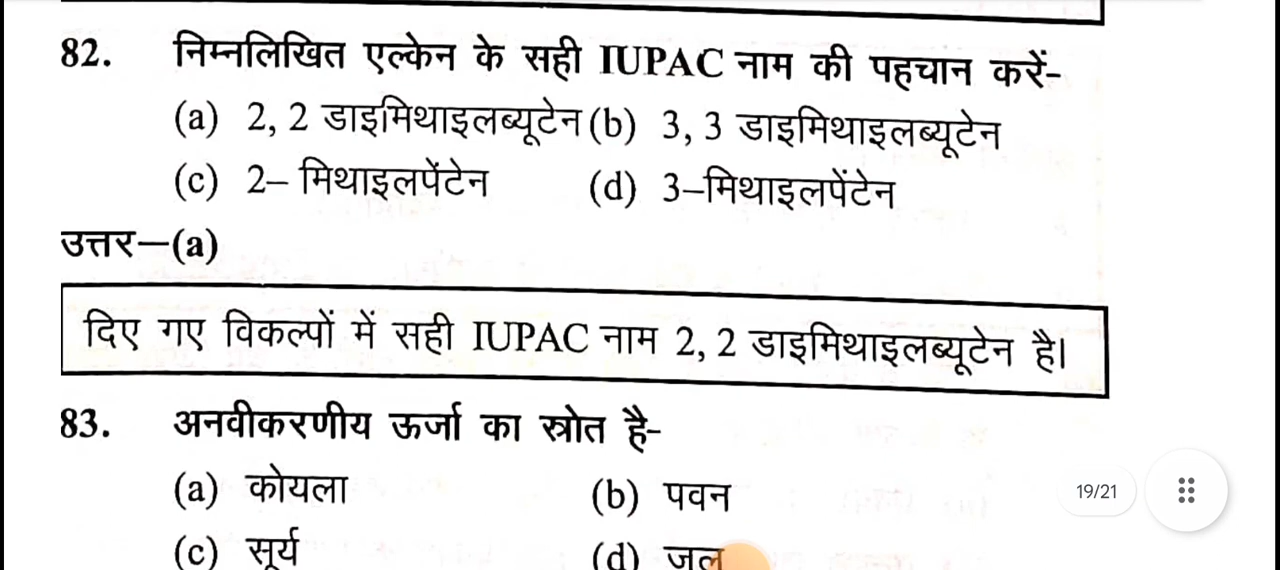 82. निम्नलिखित एल्केन के सही IUPAC नाम की पहचान करें-
(a) 2, 2 डाइमिथाइलब्यूटेन (b) 3, 3 डाइमिथाइलब्यूटेन
(c) 2– मिथाइलपेंटेन (d) 3–मिथाइलपेंटेन
उत्तर—(a)
दिए गए विकल्पों में सही IUPAC नाम 2, 2 डाइमिथाइलब्यूटेन है।
83. अनवीकरणीय ऊर्जा का स्त्रोत है-
(a) कोयला (b) पवन
19/21
(c) सूर्य (d) जल